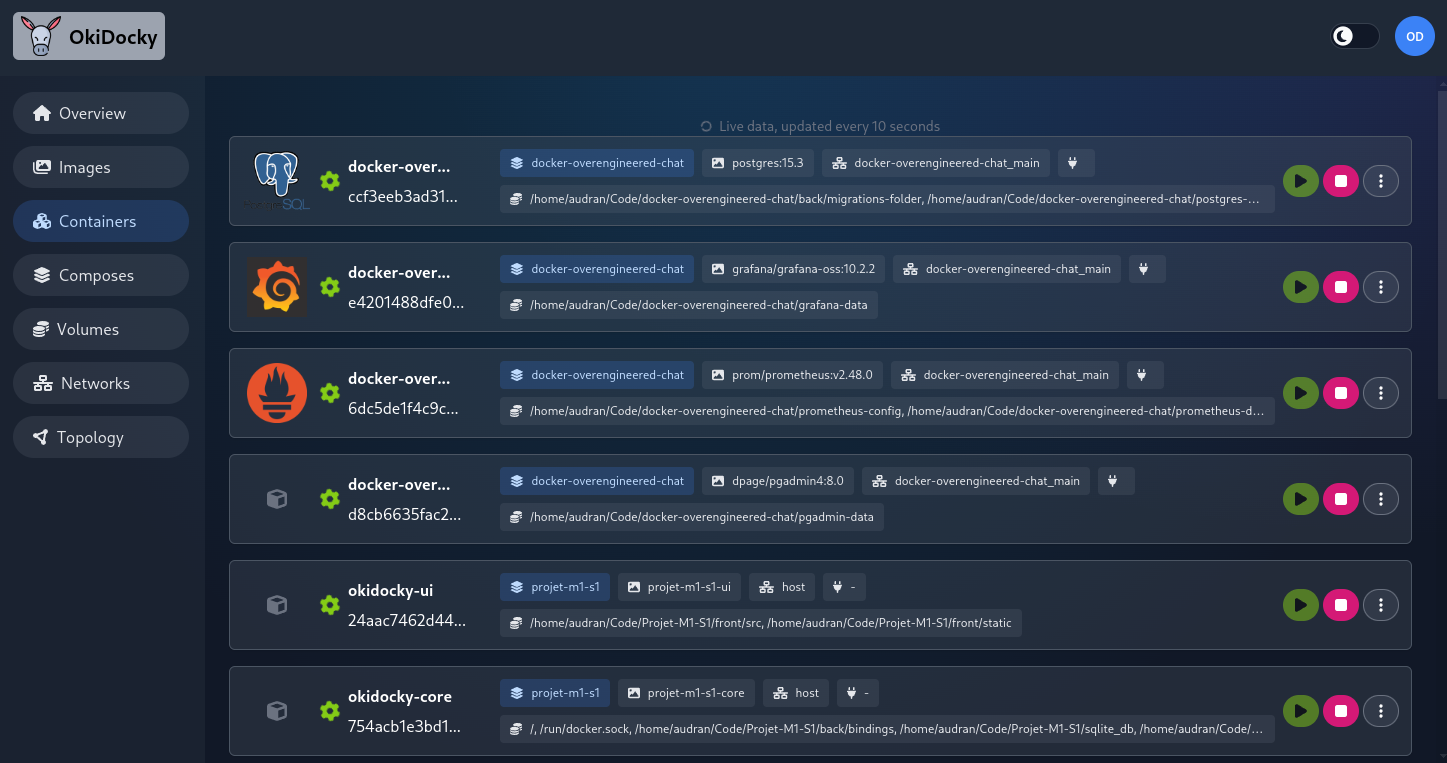 OkiDocky
OD
Overview
Images
Containers
Composes
Volumes
Networks
Topology
Live data, updated every 10 seconds
docker-over...
ccf3eeb3ad31...
docker-overengineered-chat
postgres:15.3
docker-overengineered-chat_main
/home/audran/Code/docker-overengineered-chat/back/migrations-folder, /home/audran/Code/docker-overengineered-chat/postgres-...
docker-over...
e4201488dfe0...
docker-overengineered-chat
grafana/grafana-oss:10.2.2
docker-overengineered-chat_main
/home/audran/Code/docker-overengineered-chat/grafana-data
docker-over...
6dc5de1f4c9c...
docker-overengineered-chat
prom/prometheus:v2.48.0
docker-overengineered-chat_main
/home/audran/Code/docker-overengineered-chat/prometheus-config, /home/audran/Code/docker-overengineered-chat/prometheus-d...
docker-over...
d8cb6635fac2...
docker-overengineered-chat
dpage/pgadmin4:8.0
docker-overengineered-chat_main
/home/audran/Code/docker-overengineered-chat/pgadmin-data
okidocky-ui
24aac7462d44...
projet-m1-s1
projet-m1-s1-ui
host
-
/home/audran/Code/Projet-M1-S1/front/src, /home/audran/Code/Projet-M1-S1/front/static
okidocky-core
754acb1e3bd1...
projet-m1-s1
projet-m1-s1-core
host
-
/, /run/docker.sock, /home/audran/Code/Projet-M1-S1/back/bindings, /home/audran/Code/Projet-M1-S1/sqlite_db, /home/audran/Code/...